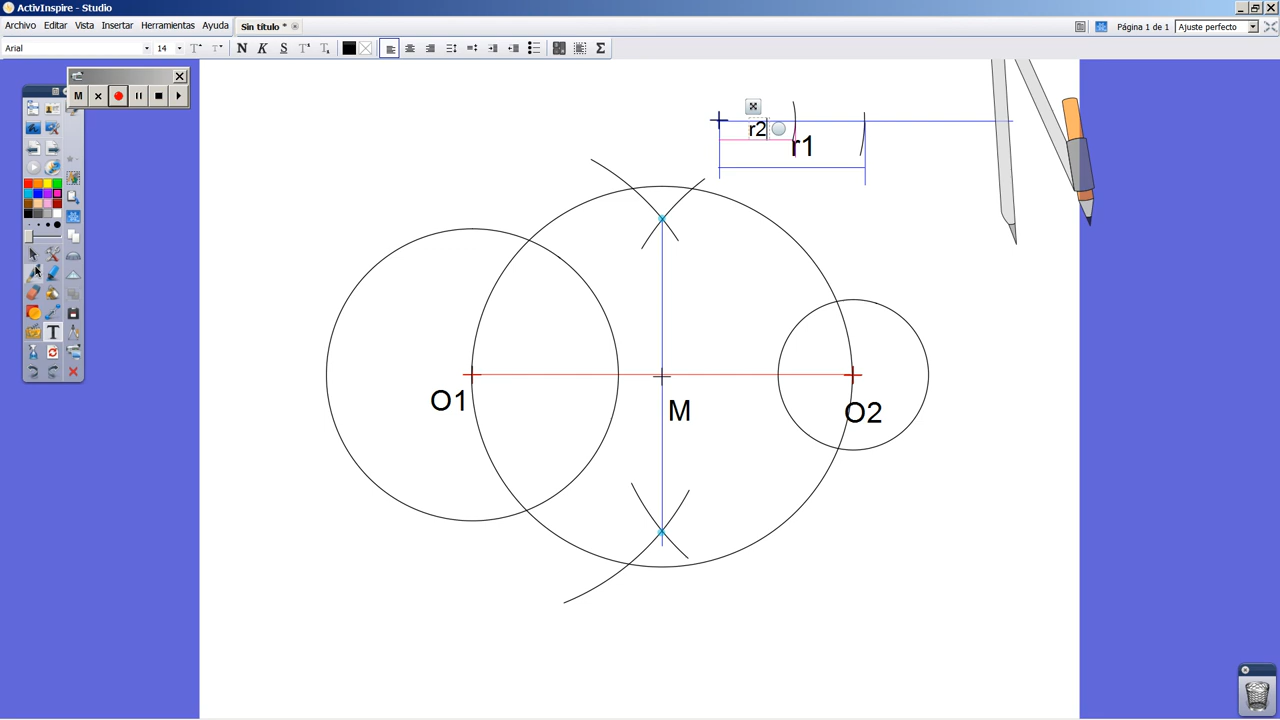 ActivInspire - Studio
Archivo Editar Vista Insertar Herramientas Ayuda
Sin título *
Página 1 de 1
Ajuste perfecto
Arial
14
N K S
M
r2
r1
O1
M
O2
T